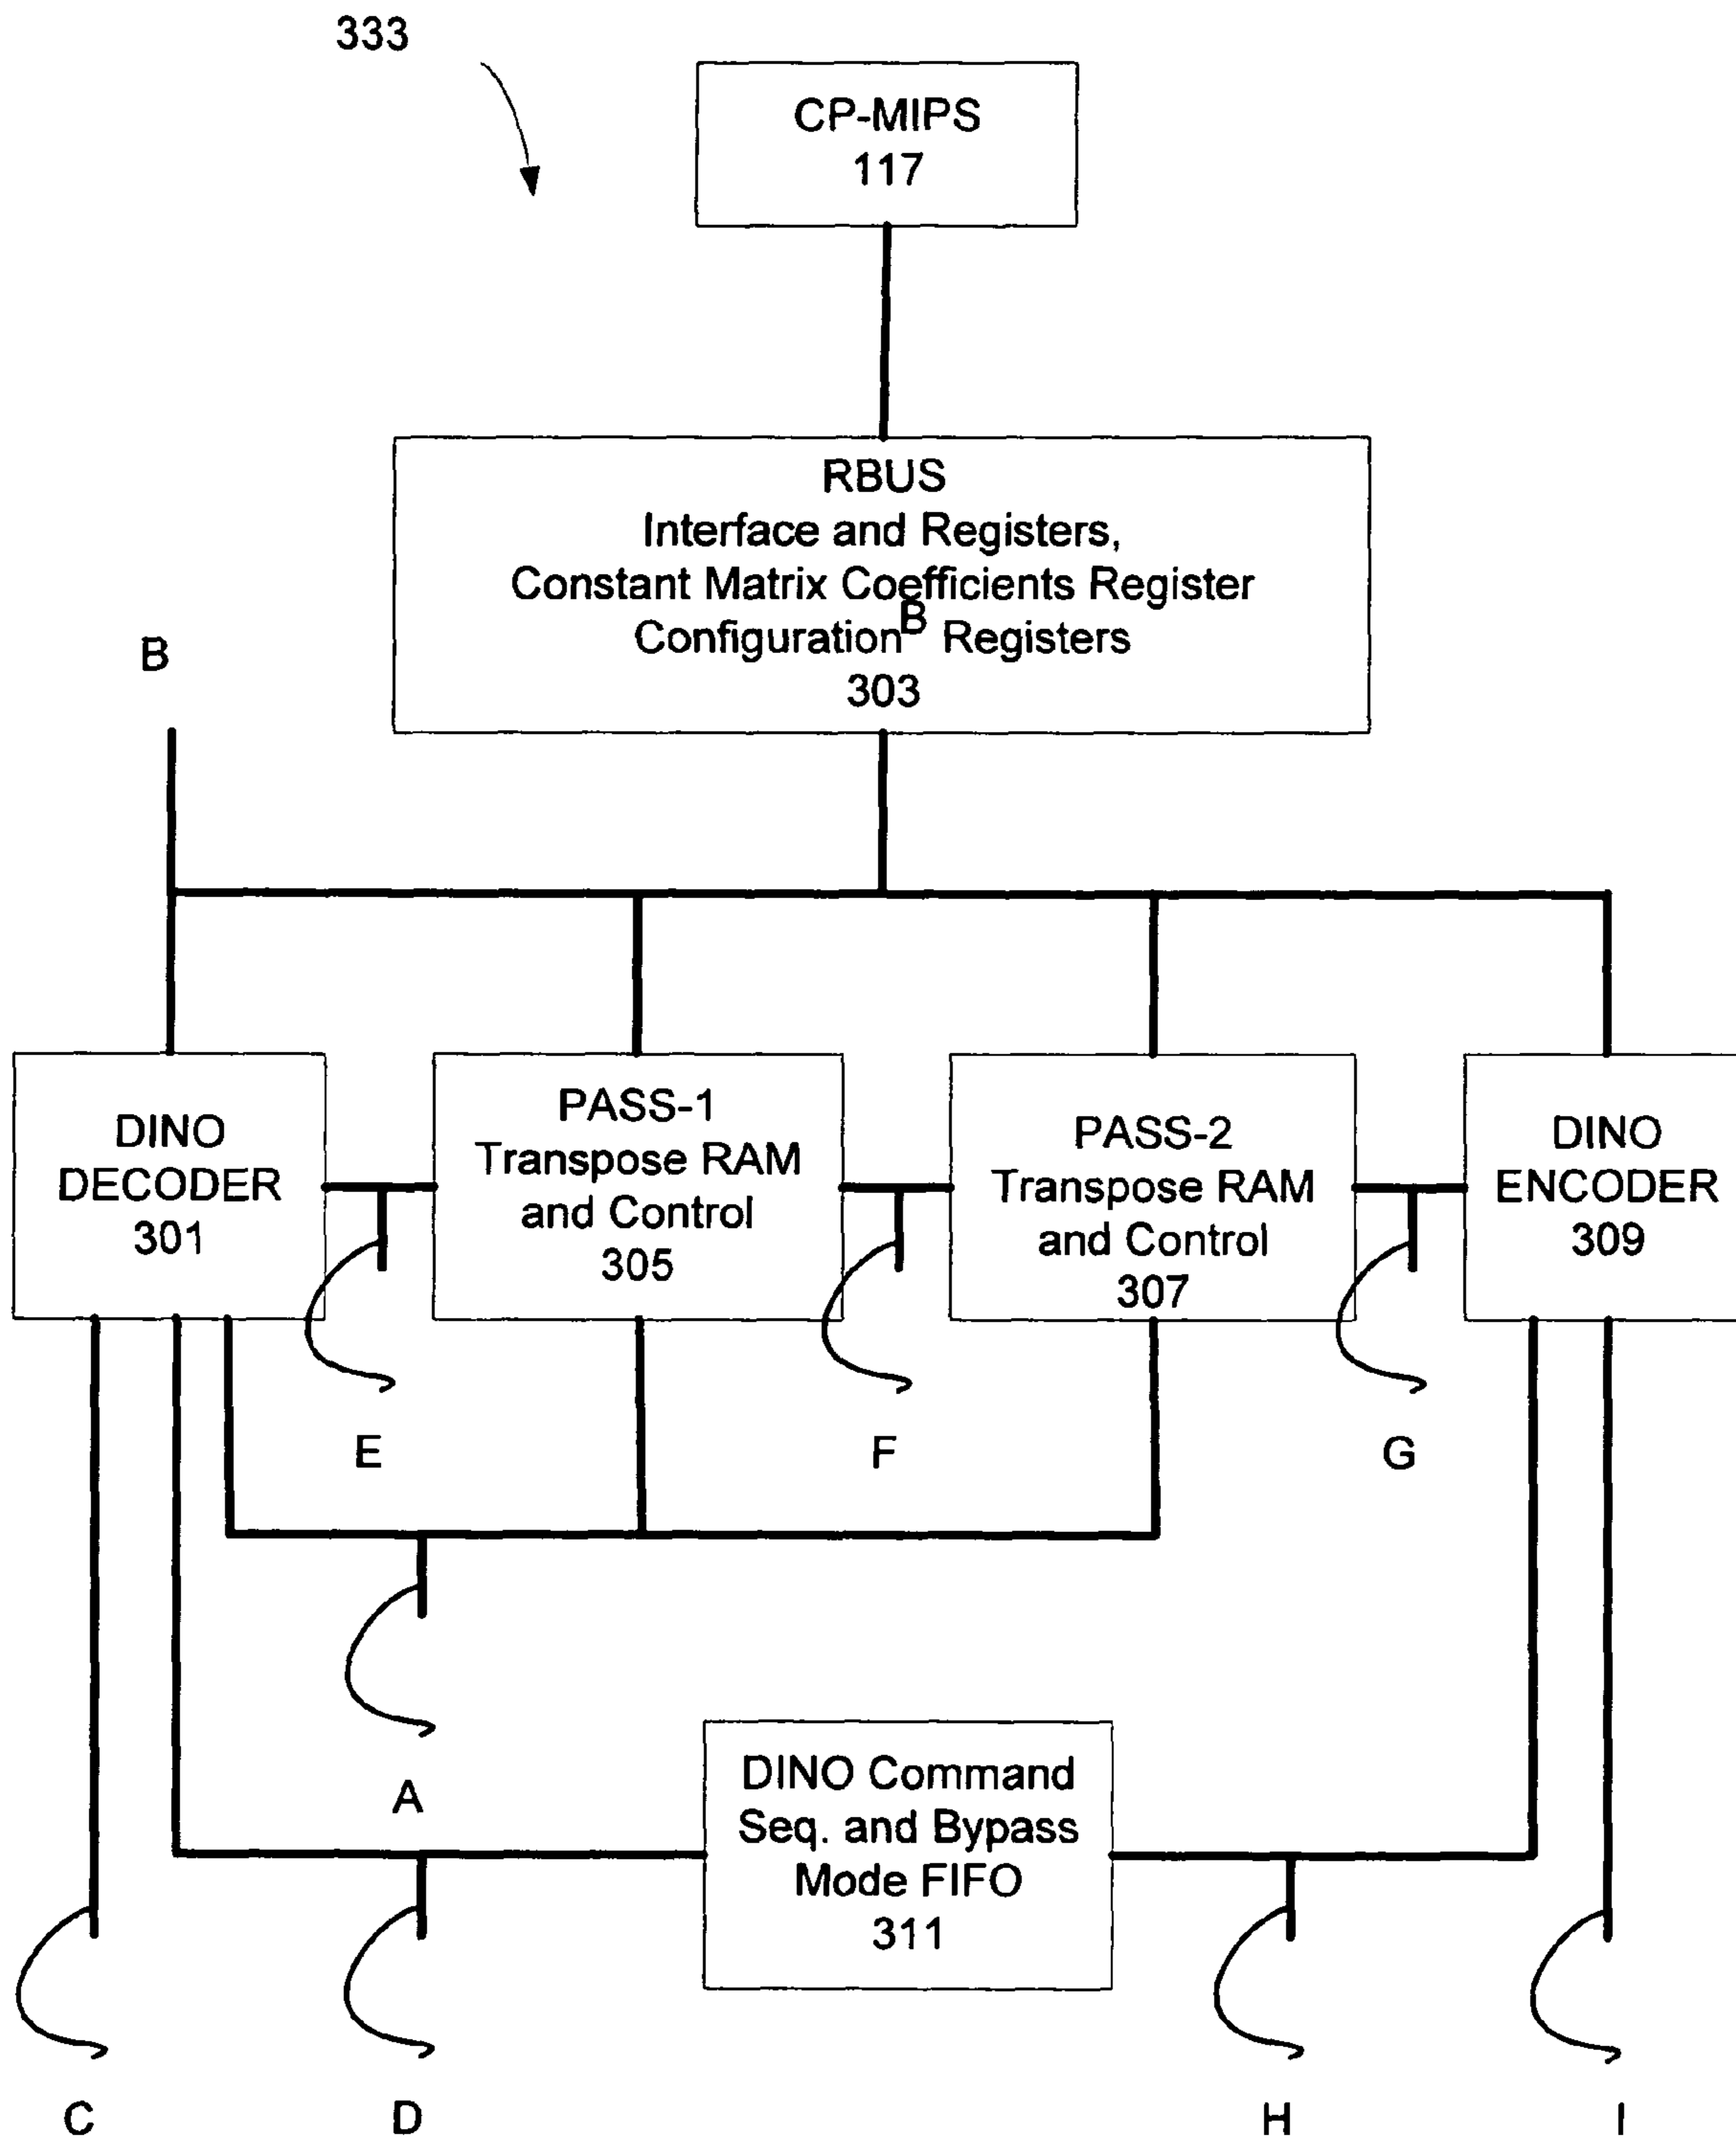 333
CP-MIPS
117
RBUS
Interface and Registers,
Constant Matrix Coefficients Register
B
Configuration Registers
303
B
DINO
DECODER
301
PASS-1
Transpose RAM
and Control
305
PASS-2
Transpose RAM
and Control
307
DINO
ENCODER
309
E
F
G
A
DINO Command
Seq. and Bypass
Mode FIFO
311
C
D
H
I